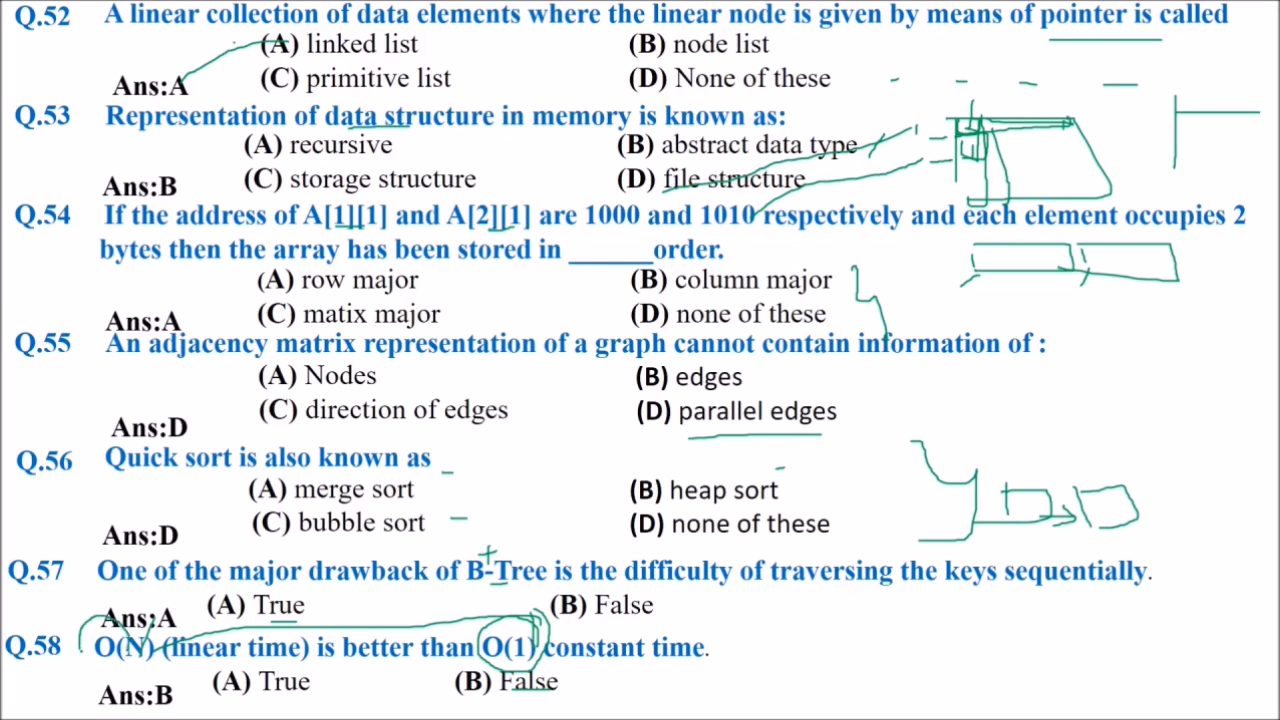 Q.52 A linear collection of data elements where the linear node is given by means of pointer is called
(A) linked list (B) node list
Ans:A (C) primitive list (D) None of these
Q.53 Representation of data structure in memory is known as:
(A) recursive (B) abstract data type
Ans:B (C) storage structure (D) file structure
Q.54 If the address of A[1][1] and A[2][1] are 1000 and 1010 respectively and each element occupies 2
bytes then the array has been stored in ______order.
(A) row major (B) column major
Ans:A (C) matix major (D) none of these
Q.55 An adjacency matrix representation of a graph cannot contain information of :
(A) Nodes (B) edges
Ans:D (C) direction of edges (D) parallel edges
Q.56 Quick sort is also known as
(A) merge sort (B) heap sort
Ans:D (C) bubble sort (D) none of these
Q.57 One of the major drawback of B-Tree is the difficulty of traversing the keys sequentially.
Ans:A (A) True (B) False
Q.58 O(N) (linear time) is better than O(1) constant time.
Ans:B (A) True (B) False